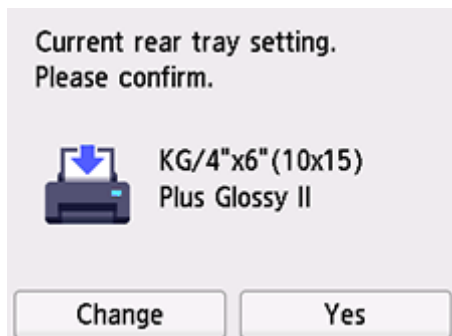 Current rear tray setting.
Please confirm.
KG/4"x6"(10x15)
Plus Glossy II
Change
Yes